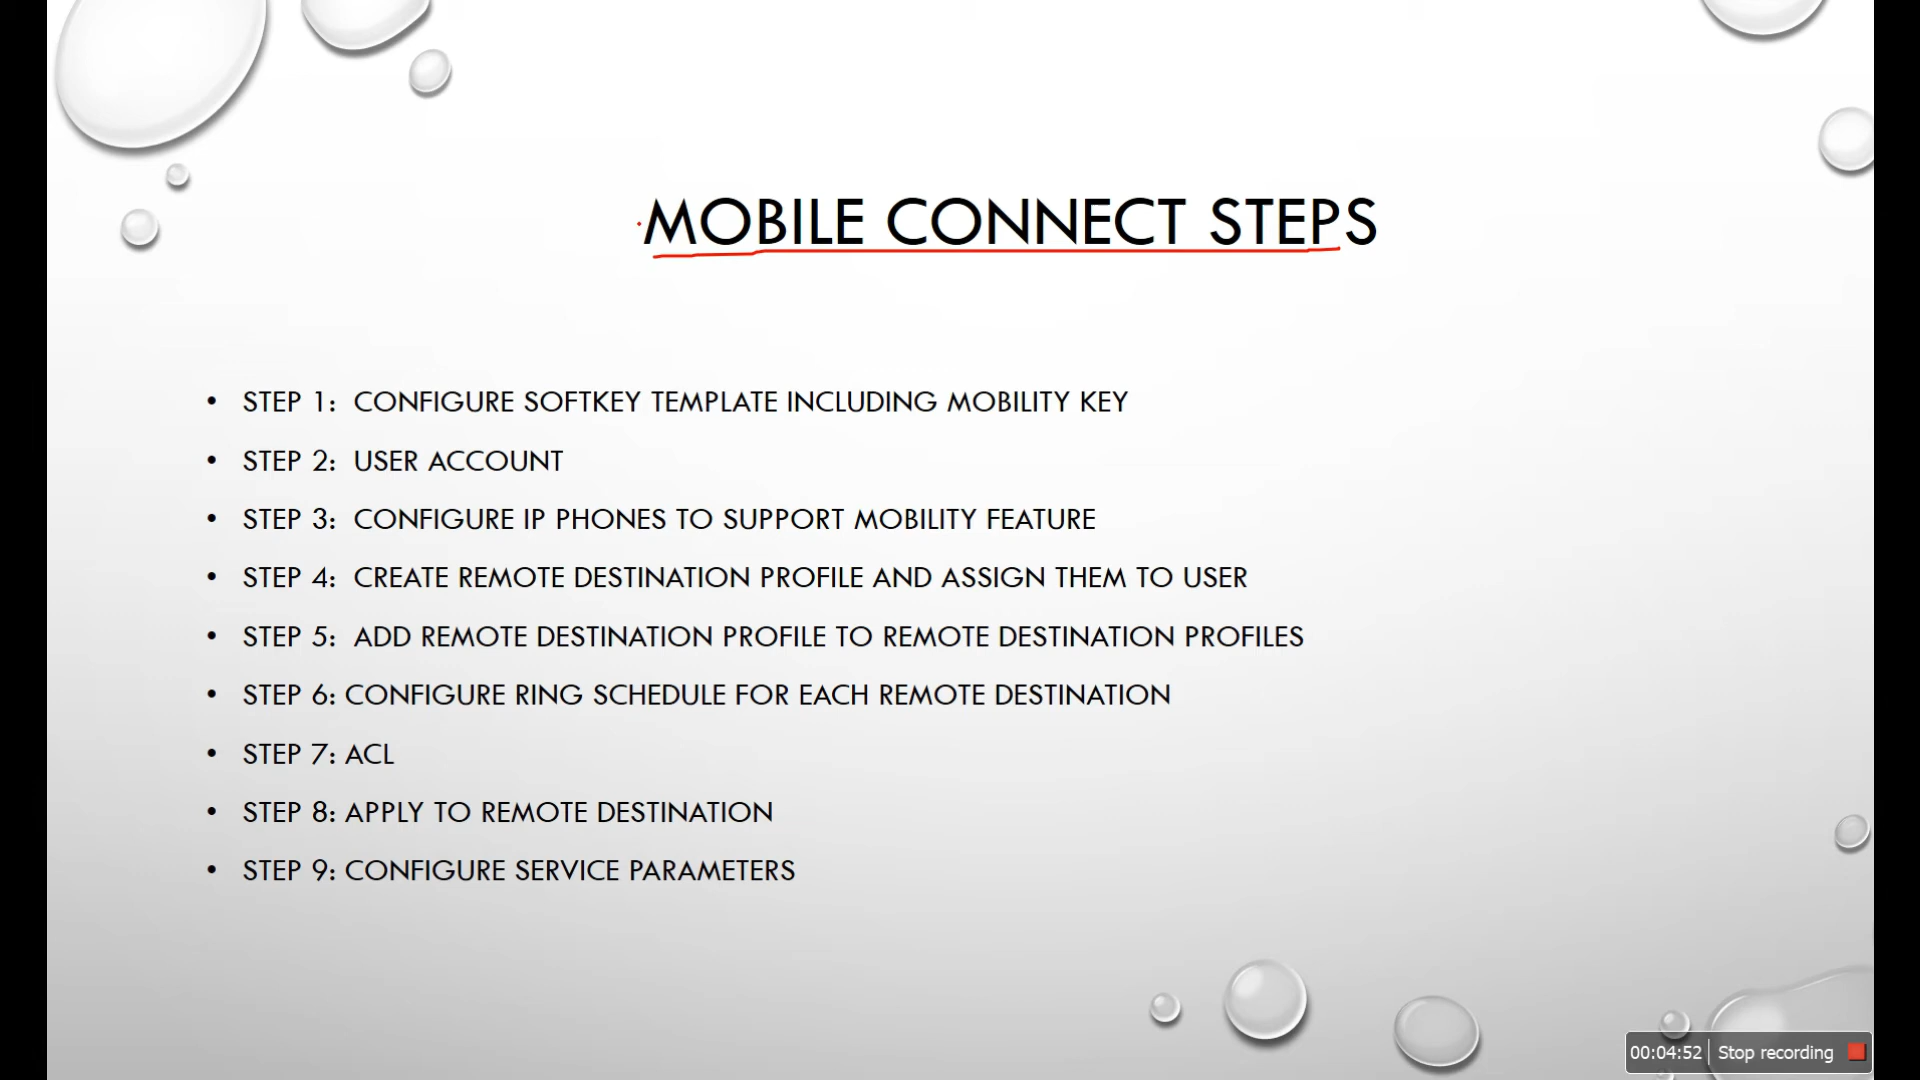 MOBILE CONNECT STEPS
• STEP 1: CONFIGURE SOFTKEY TEMPLATE INCLUDING MOBILITY KEY
• STEP 2: USER ACCOUNT
• STEP 3: CONFIGURE IP PHONES TO SUPPORT MOBILITY FEATURE
• STEP 4: CREATE REMOTE DESTINATION PROFILE AND ASSIGN THEM TO USER
• STEP 5: ADD REMOTE DESTINATION PROFILE TO REMOTE DESTINATION PROFILES
• STEP 6: CONFIGURE RING SCHEDULE FOR EACH REMOTE DESTINATION
• STEP 7: ACL
• STEP 8: APPLY TO REMOTE DESTINATION
• STEP 9: CONFIGURE SERVICE PARAMETERS
00:04:52 Stop recording